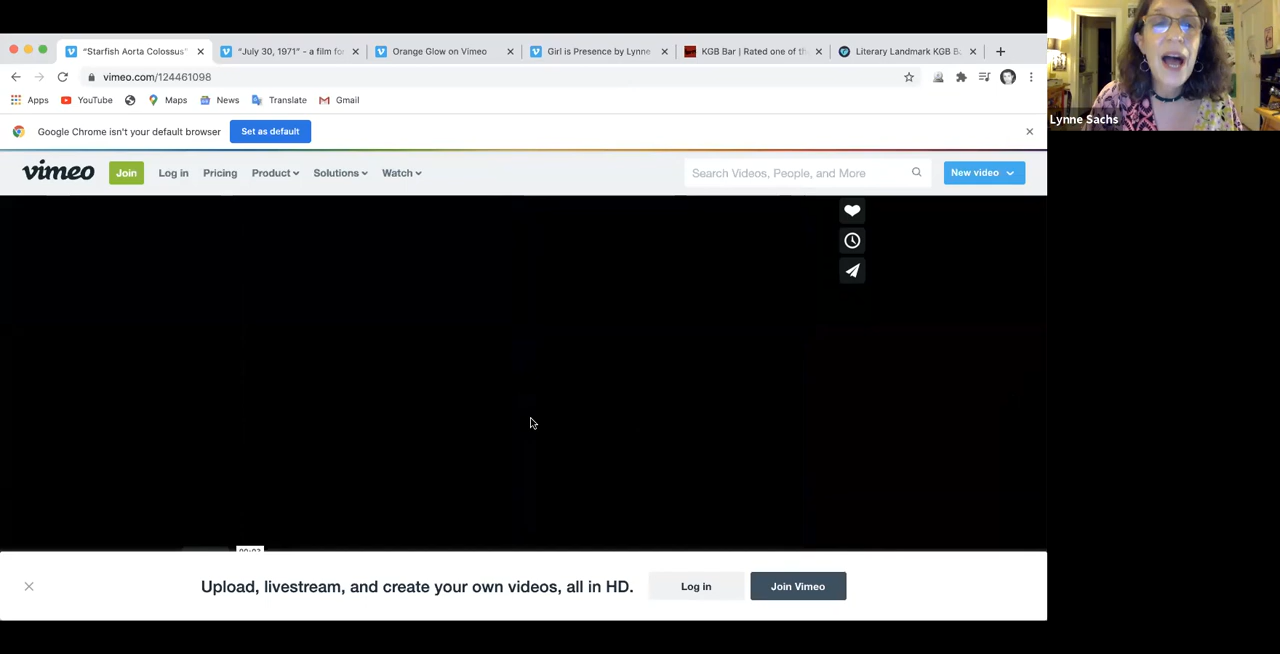 "Starfish Aorta Colossus"
"July 30, 1971" - a film fo
Orange Glow on Vimeo
Girl is Presence by Lynne
KGB Bar | Rated one of th
Literary Landmark KGB B
vimeo.com/124461098
Apps
YouTube
Maps
News
Translate
Gmail
Google Chrome isn't your default browser
Set as default
vimeo
Join
Log in
Pricing
Product
Solutions
Watch
Search Videos, People, and More
New video
Lynne Sachs
Upload, livestream, and create your own videos, all in HD.
Log in
Join Vimeo